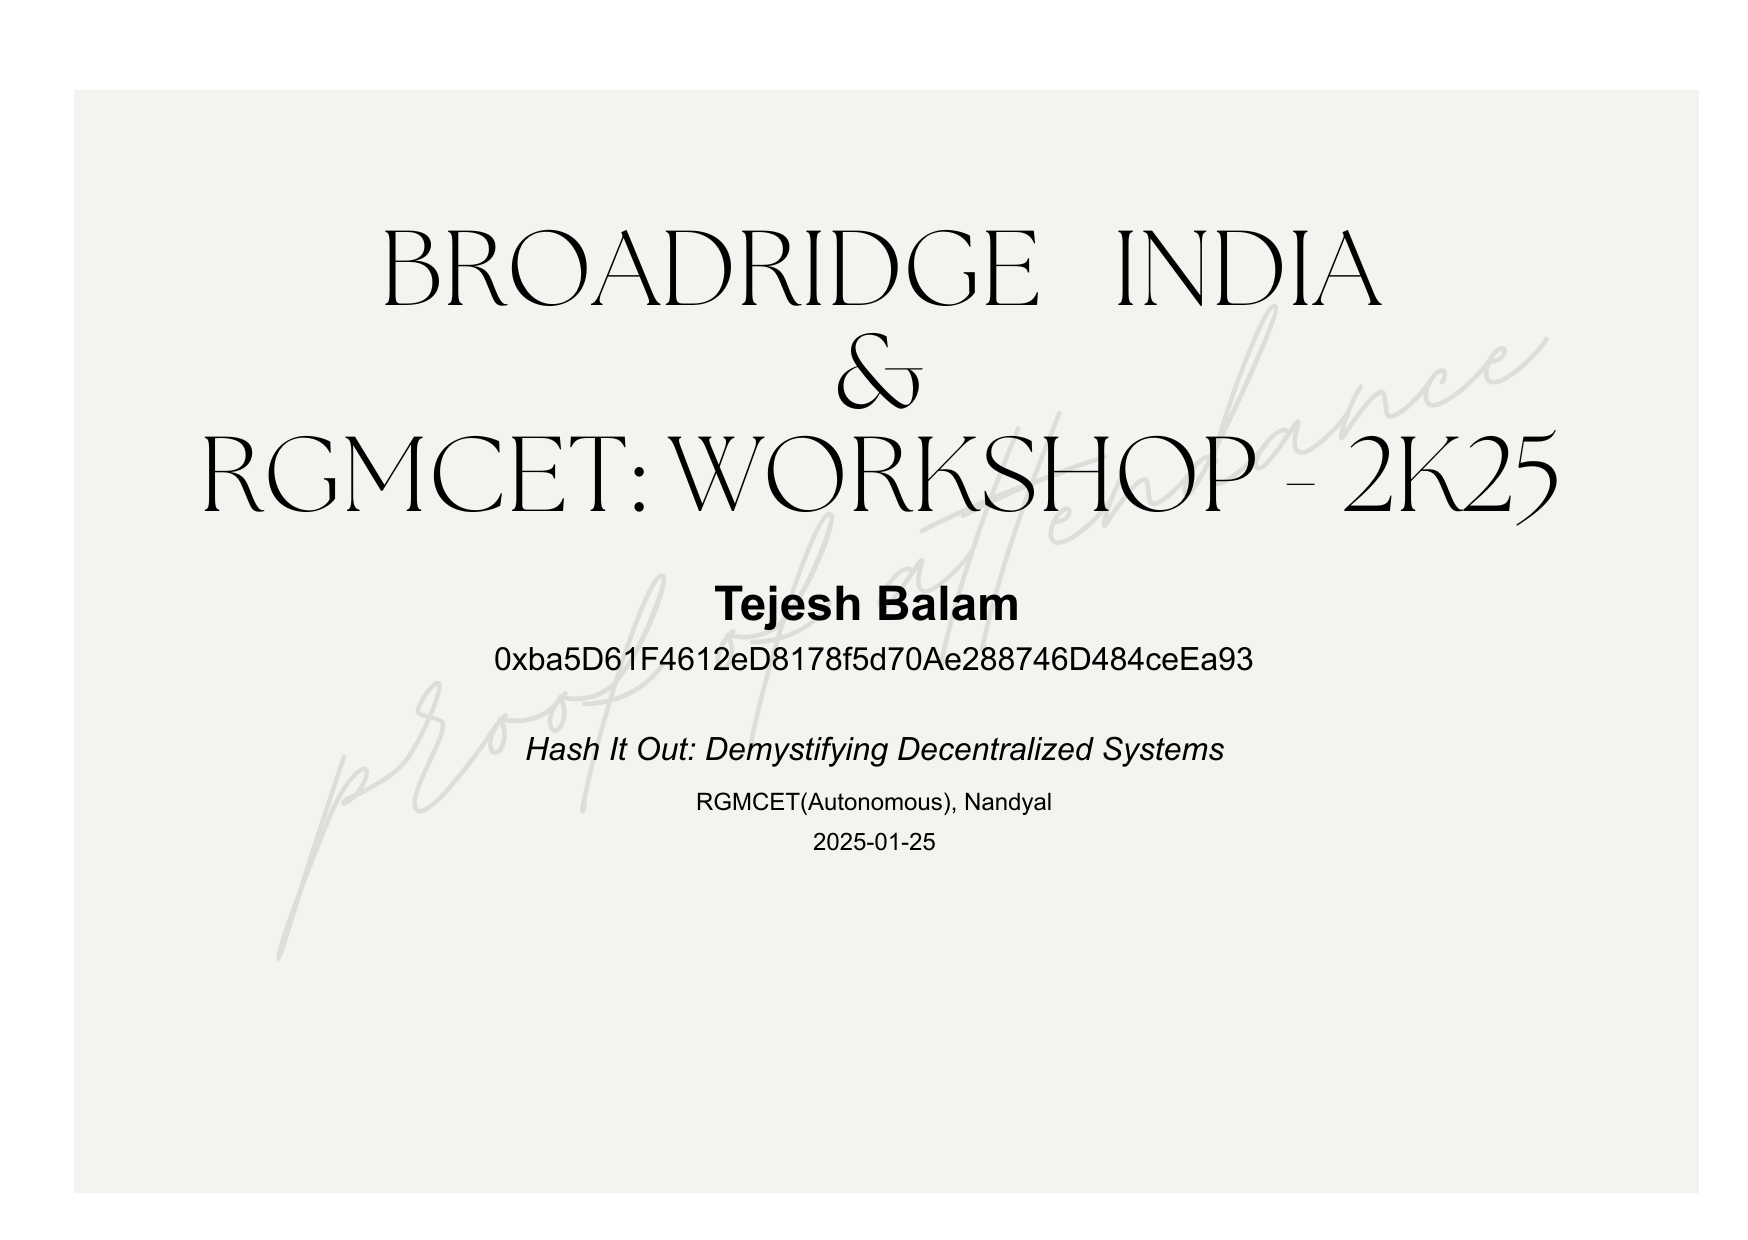 BROADRIDGE INDIA
&
RGMCET: WORKSHOP - 2K25
proof of attendance
Tejesh Balam
0xba5D61F4612eD8178f5d70Ae288746D484ceEa93
Hash It Out: Demystifying Decentralized Systems
RGMCET(Autonomous), Nandyal
2025-01-25